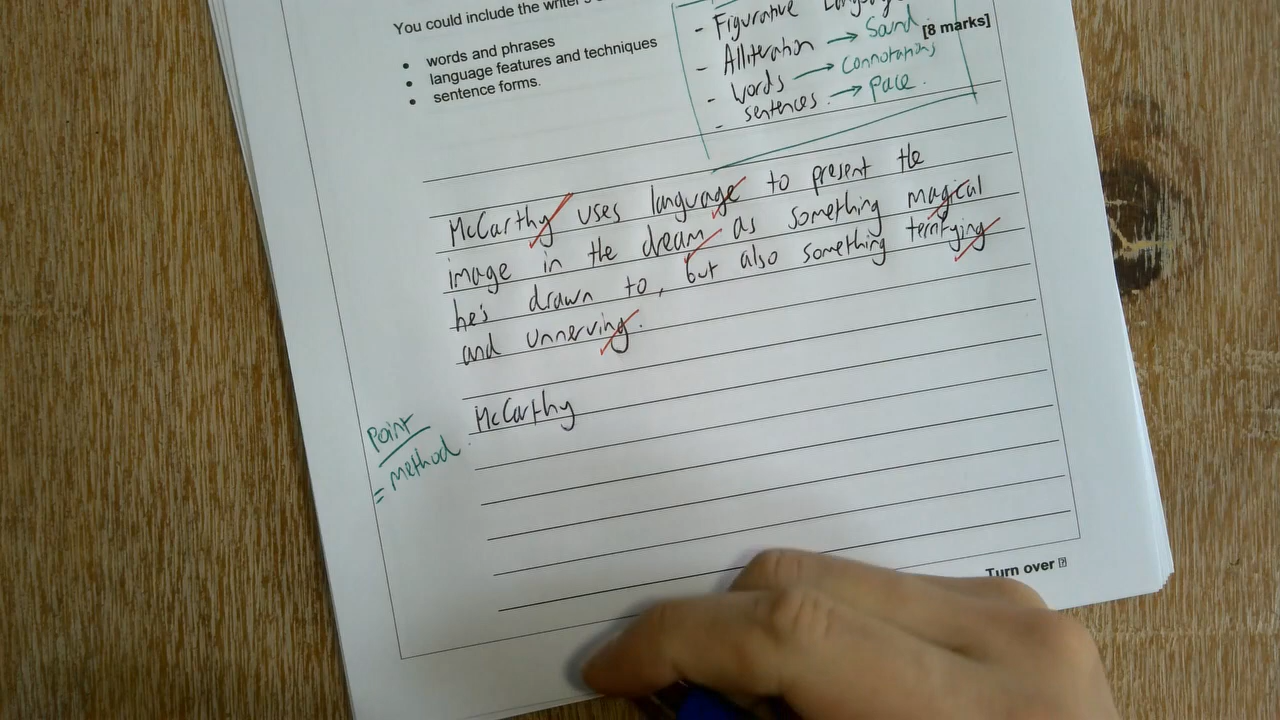 You could include the writer's
• words and phrases
• language features and techniques
• sentence forms.
- Figurative
- Alliteration → Sound
[8 marks]
- Words → connotations
- sentences → Pace.
McCarthy uses language to present the
image in the dream as something magical
he's drawn to, but also something terrifying
and unnerving.
McCarthy
Point
= Method
Turn over